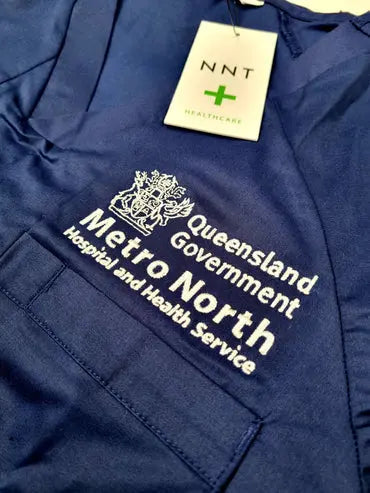 NNT
HEALTHCARE
Queensland
Government
Metro North
Hospital and Health Service